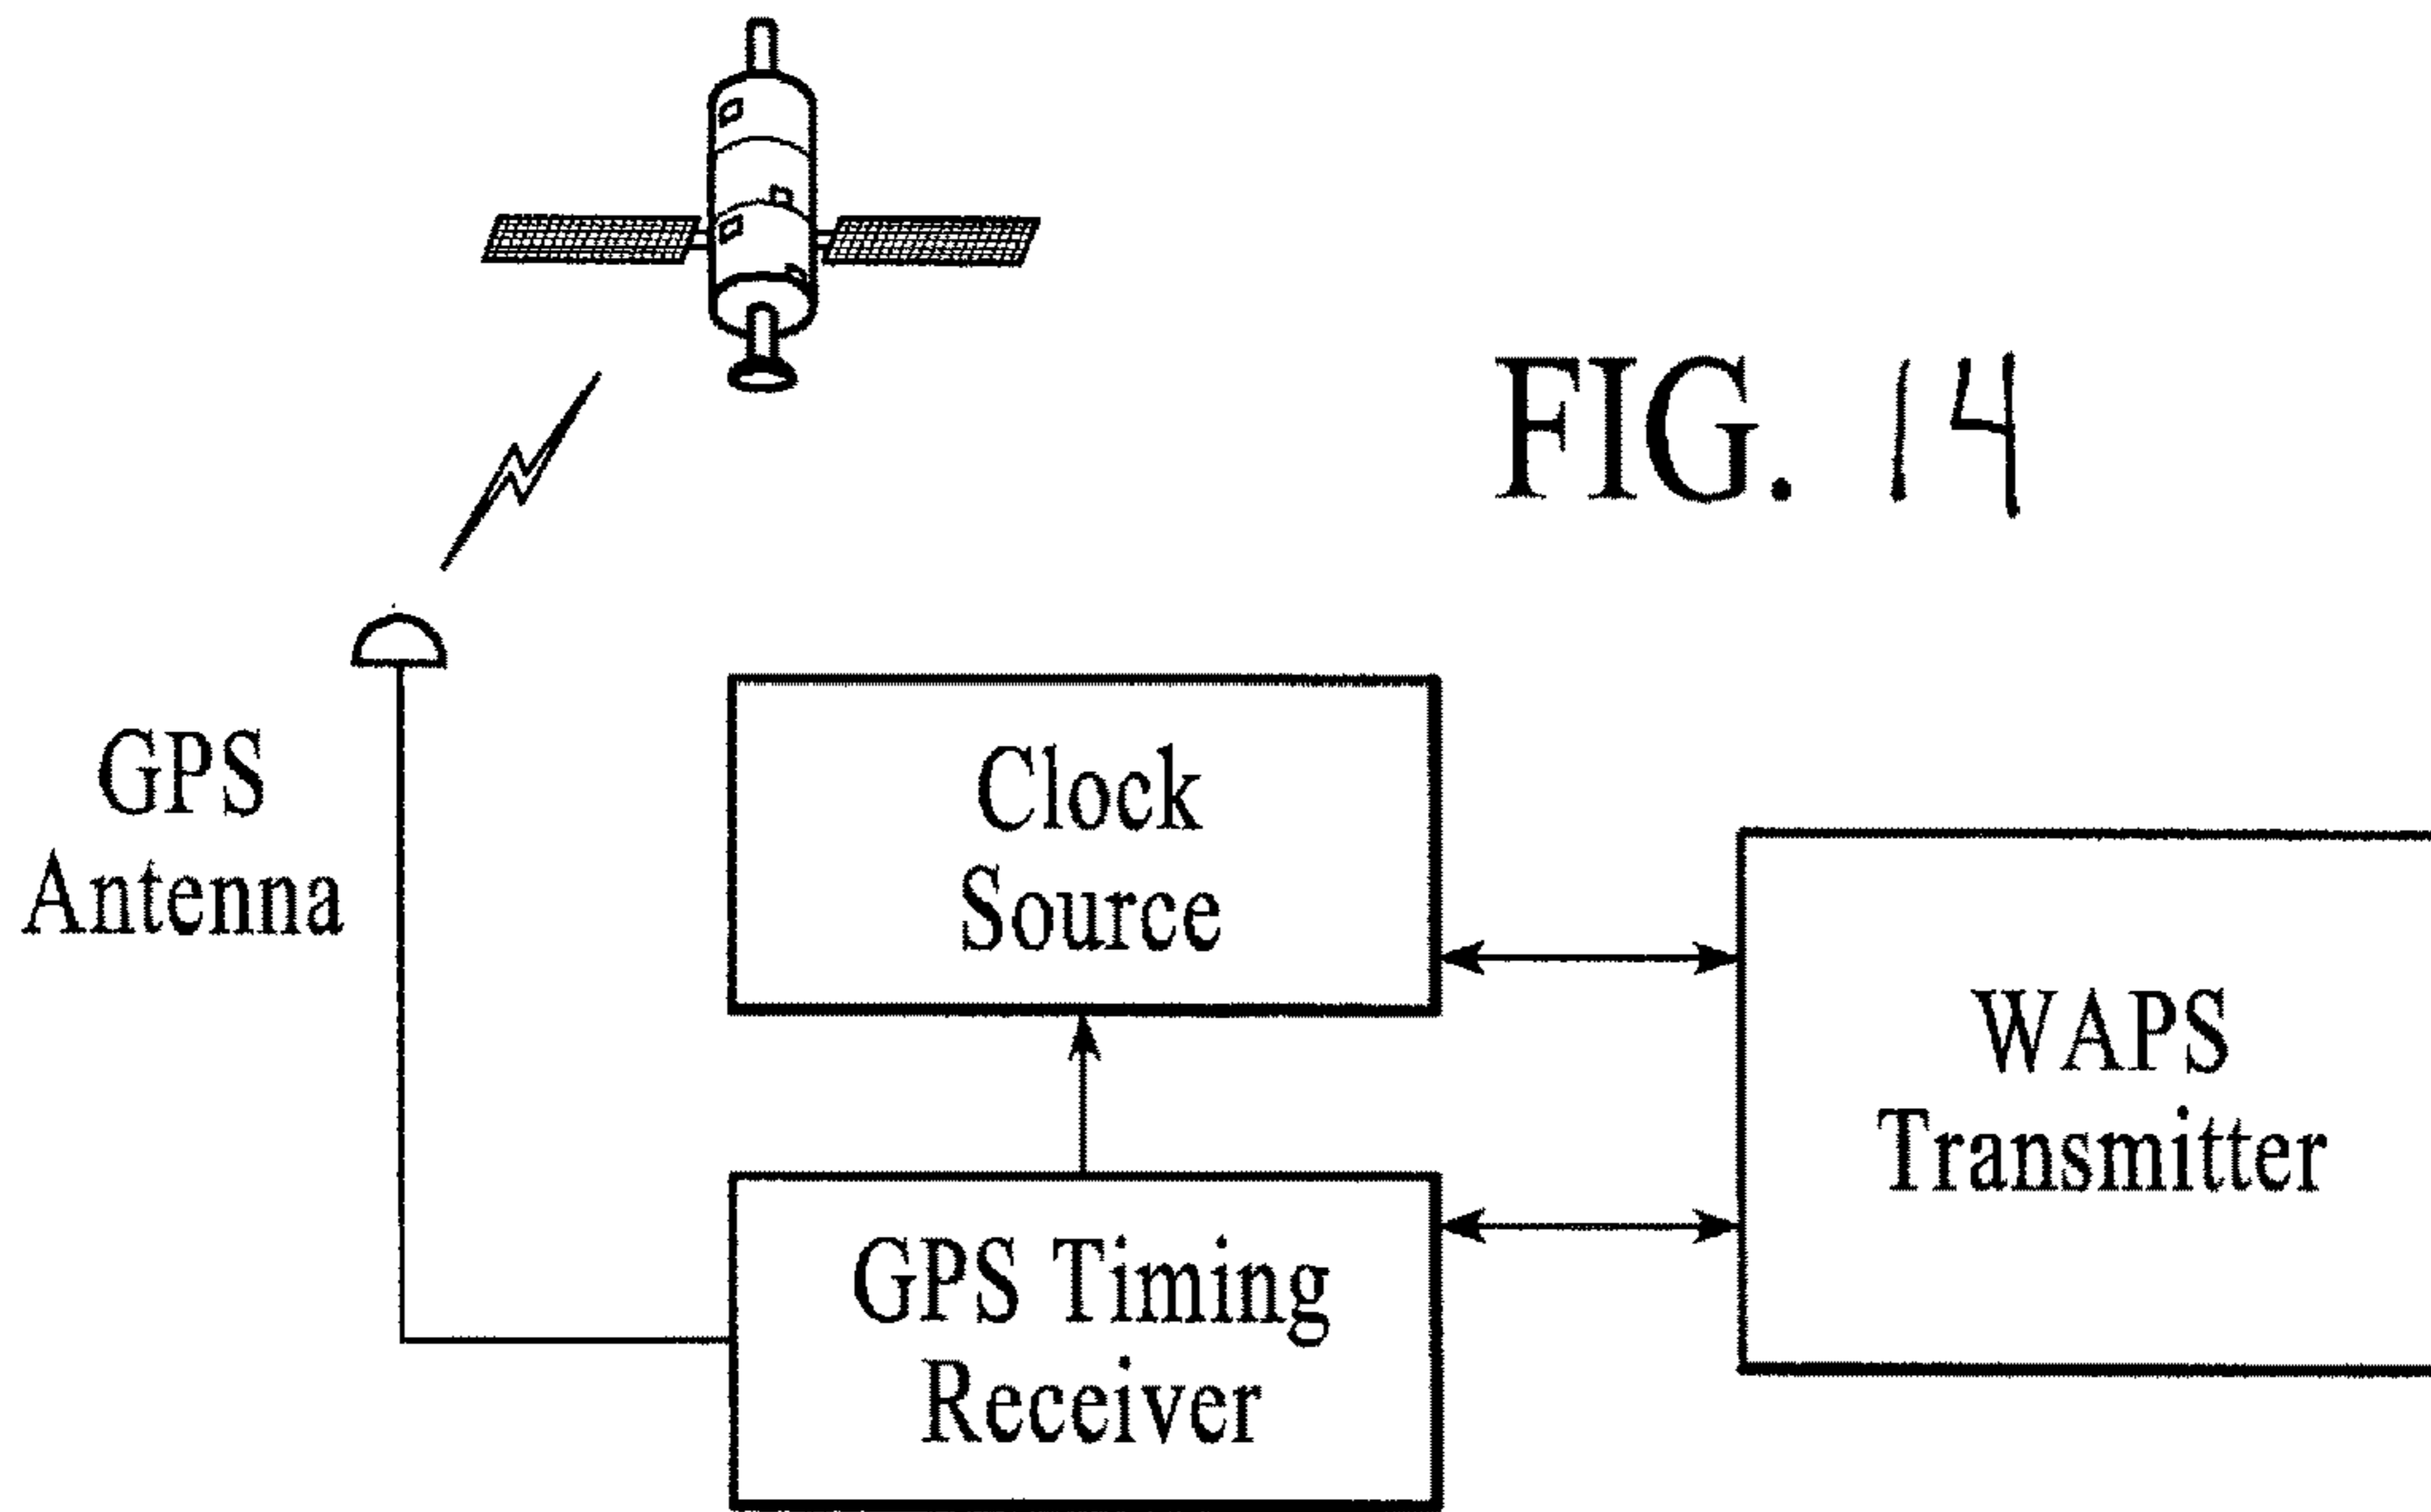 FIG. 14
GPS
Antenna
Clock
Source
WAPS
Transmitter
GPS Timing
Receiver